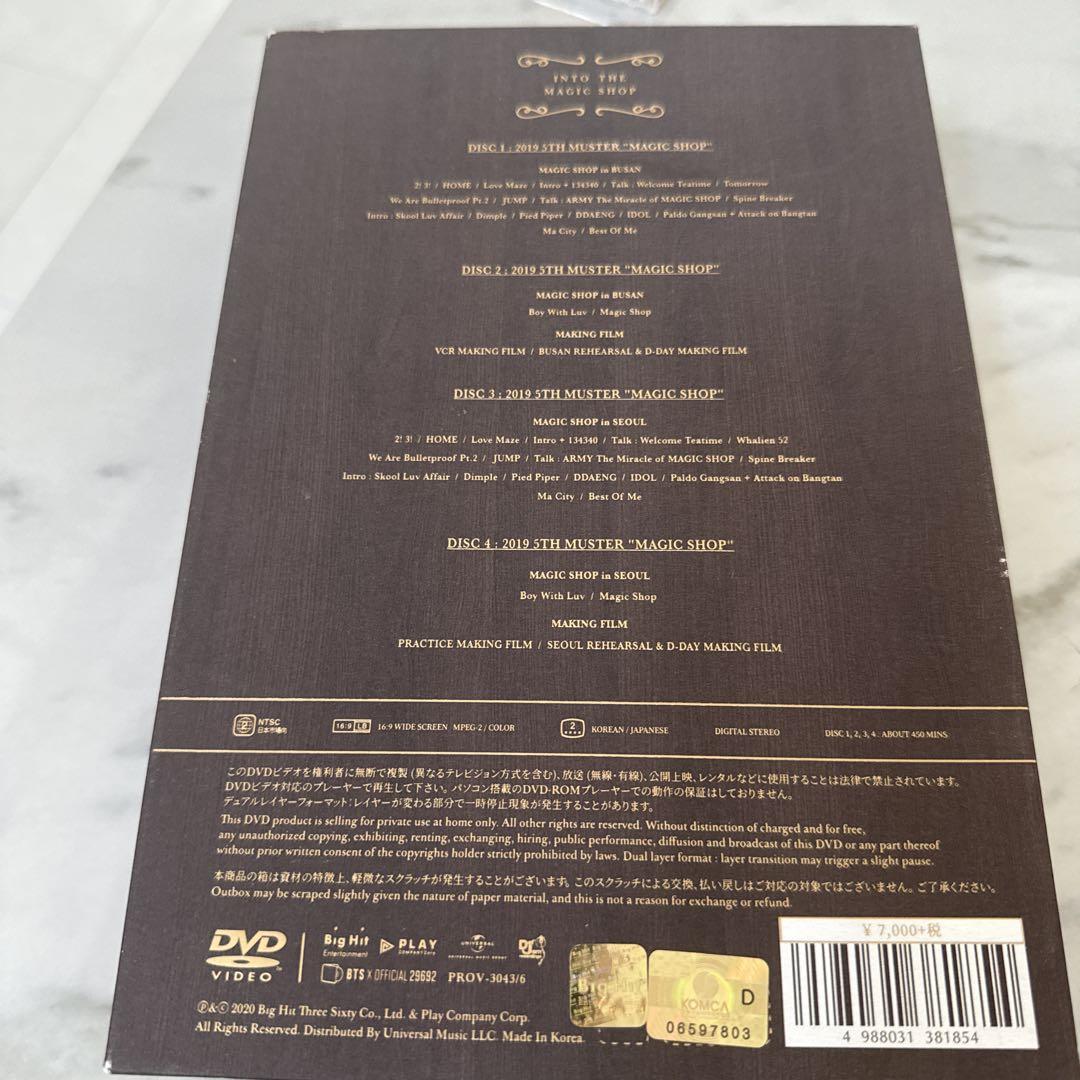 INTO THE
MAGIC SHOP
DISC 1 : 2019 5TH MUSTER "MAGIC SHOP"
MAGIC SHOP in BUSAN
2! 3! / HOME / Love Maze / Intro + 134340 / Talk : Welcome Teatime / Tomorrow
We Are Bulletproof Pt.2 / JUMP / Talk : ARMY The Miracle of MAGIC SHOP / Spine Breaker
Intro : Skool Luv Affair / Dimple / Pied Piper / DDAENG / IDOL / Paldo Gangsan + Attack on Bangtan
Ma City / Best Of Me
DISC 2 : 2019 5TH MUSTER "MAGIC SHOP"
MAGIC SHOP in BUSAN
Boy With Luv / Magic Shop
MAKING FILM
VCR MAKING FILM / BUSAN REHEARSAL & D-DAY MAKING FILM
DISC 3 : 2019 5TH MUSTER "MAGIC SHOP"
MAGIC SHOP in SEOUL
2! 3! / HOME / Love Maze / Intro + 134340 / Talk : Welcome Teatime / Whalien 52
We Are Bulletproof Pt.2 / JUMP / Talk : ARMY The Miracle of MAGIC SHOP / Spine Breaker
Intro : Skool Luv Affair / Dimple / Pied Piper / DDAENG / IDOL / Paldo Gangsan + Attack on Bangtan
Ma City / Best Of Me
DISC 4 : 2019 5TH MUSTER "MAGIC SHOP"
MAGIC SHOP in SEOUL
Boy With Luv / Magic Shop
MAKING FILM
PRACTICE MAKING FILM / SEOUL REHEARSAL & D-DAY MAKING FILM
2 NTSC 日本市場向 16:9 LB 16:9 WIDE SCREEN MPEG-2 / COLOR 2 KOREAN / JAPANESE DIGITAL STEREO DISC 1, 2, 3, 4 : ABOUT 450 MINS
このDVDビデオを権利者に無断で複製 (異なるテレビジョン方式を含む)、放送 (無線・有線)、公開上映、レンタルなどに使用することは法律で禁止されています。
DVDビデオ対応のプレーヤーで再生して下さい。パソコン搭載のDVD-ROMプレーヤーでの動作の保証はしておりません。
デュアルレイヤーフォーマット：レイヤーが変わる部分で一時停止現象が発生することがあります。
This DVD product is selling for private use at home only. All other rights are reserved. Without distinction of charged and for free,
any unauthorized copying, exhibiting, renting, exchanging, hiring, public performance, diffusion and broadcast of this DVD or any part thereof
without prior written consent of the copyrights holder strictly prohibited by laws. Dual layer format : layer transition may trigger a slight pause.
本商品の箱は資材の特徴上、軽微なスクラッチが発生することがございます。このスクラッチによる交換、払い戻しはご対応の対象ではございません。ご了承ください。
Outbox may be scraped slightly given the nature of paper material, and this is not a reason for exchange or refund.
DVD VIDEO
Big Hit Entertainment PLAY COMPANY Corp. UNIVERSAL UNIVERSAL MUSIC GROUP Def Jam
BTS X OFFICIAL 29692 PROV-3043/6
Ⓟ&© 2020 Big Hit Three Sixty Co., Ltd. & Play Company Corp.
All Rights Reserved. Distributed By Universal Music LLC. Made In Korea.
Big Hit
KOMCA D
06597803
¥ 7,000+税
4 988031 381854